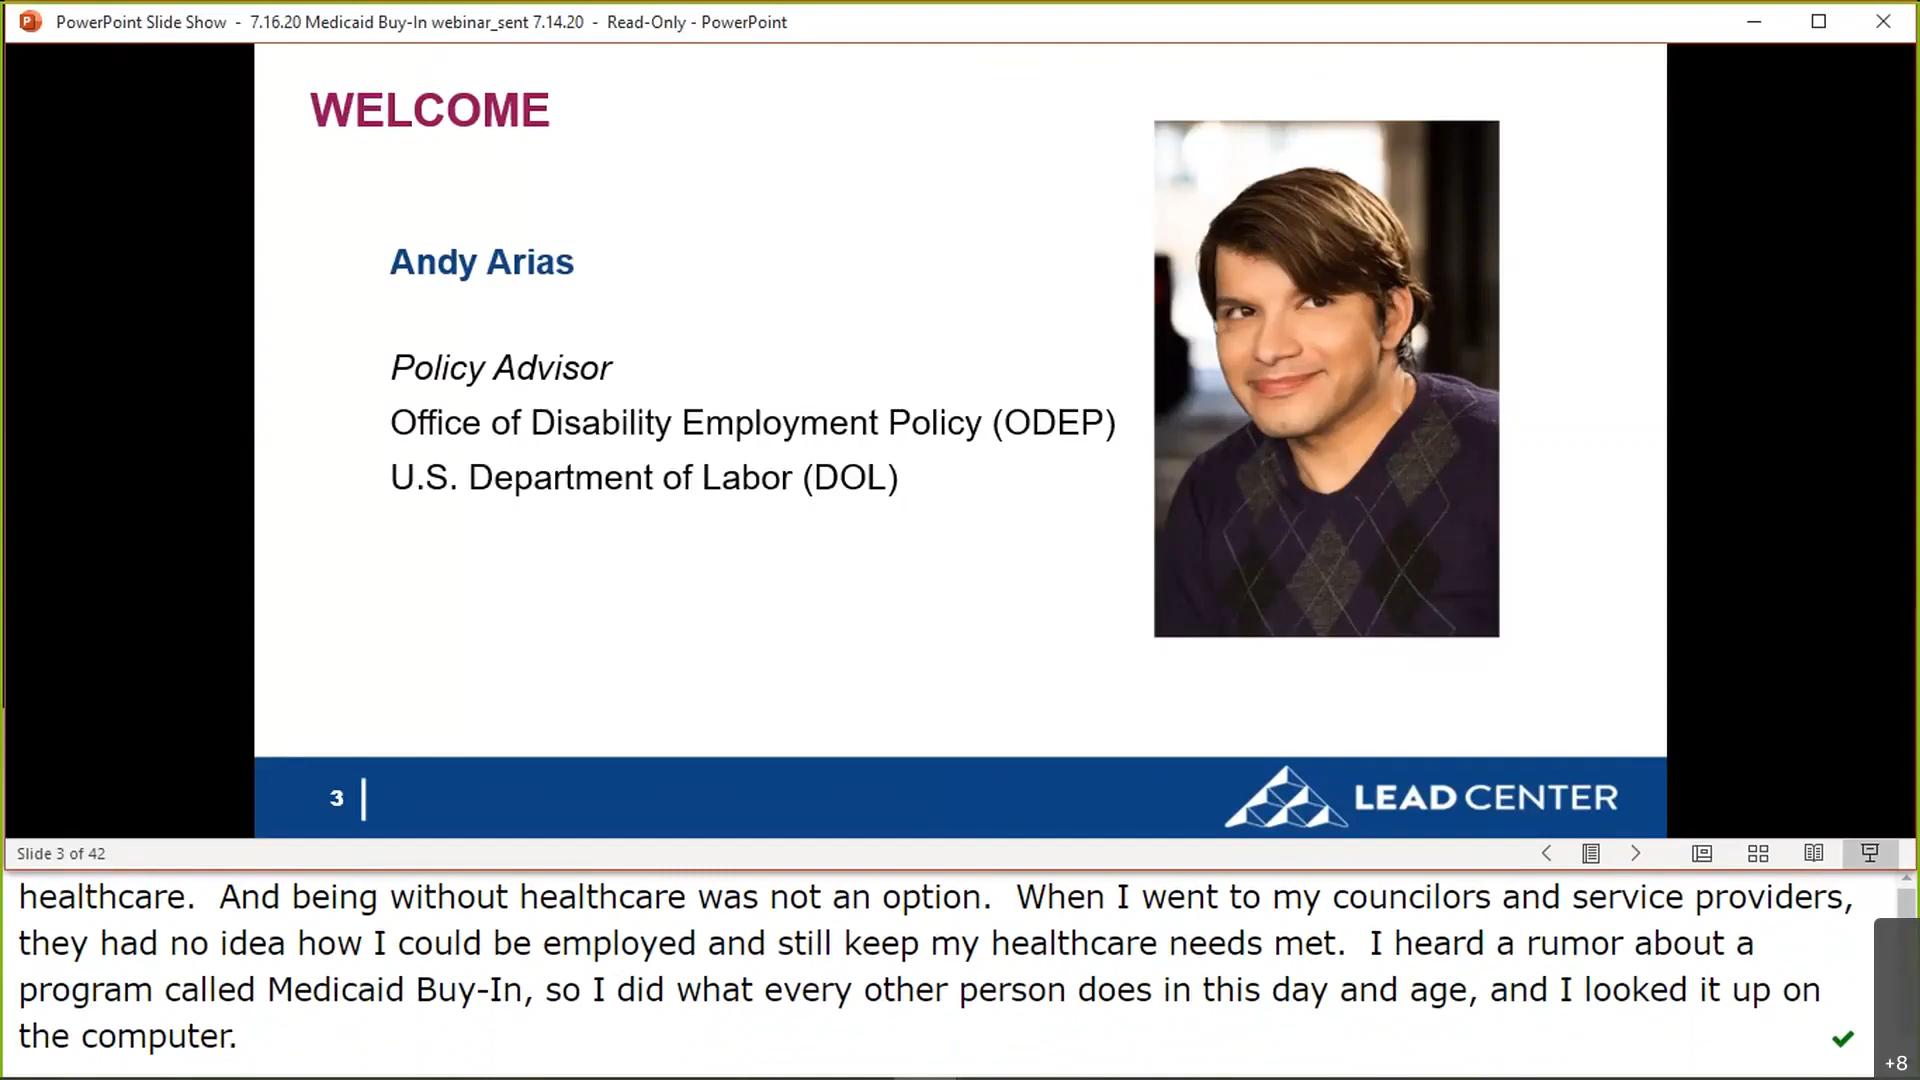 PowerPoint Slide Show - 7.16.20 Medicaid Buy-In webinar_sent 7.14.20 - Read-Only - PowerPoint
WELCOME
Andy Arias
Policy Advisor
Office of Disability Employment Policy (ODEP)
U.S. Department of Labor (DOL)
3
LEAD CENTER
Slide 3 of 42
healthcare.  And being without healthcare was not an option.  When I went to my councilors and service providers,
they had no idea how I could be employed and still keep my healthcare needs met.  I heard a rumor about a
program called Medicaid Buy-In, so I did what every other person does in this day and age, and I looked it up on
the computer.
+8